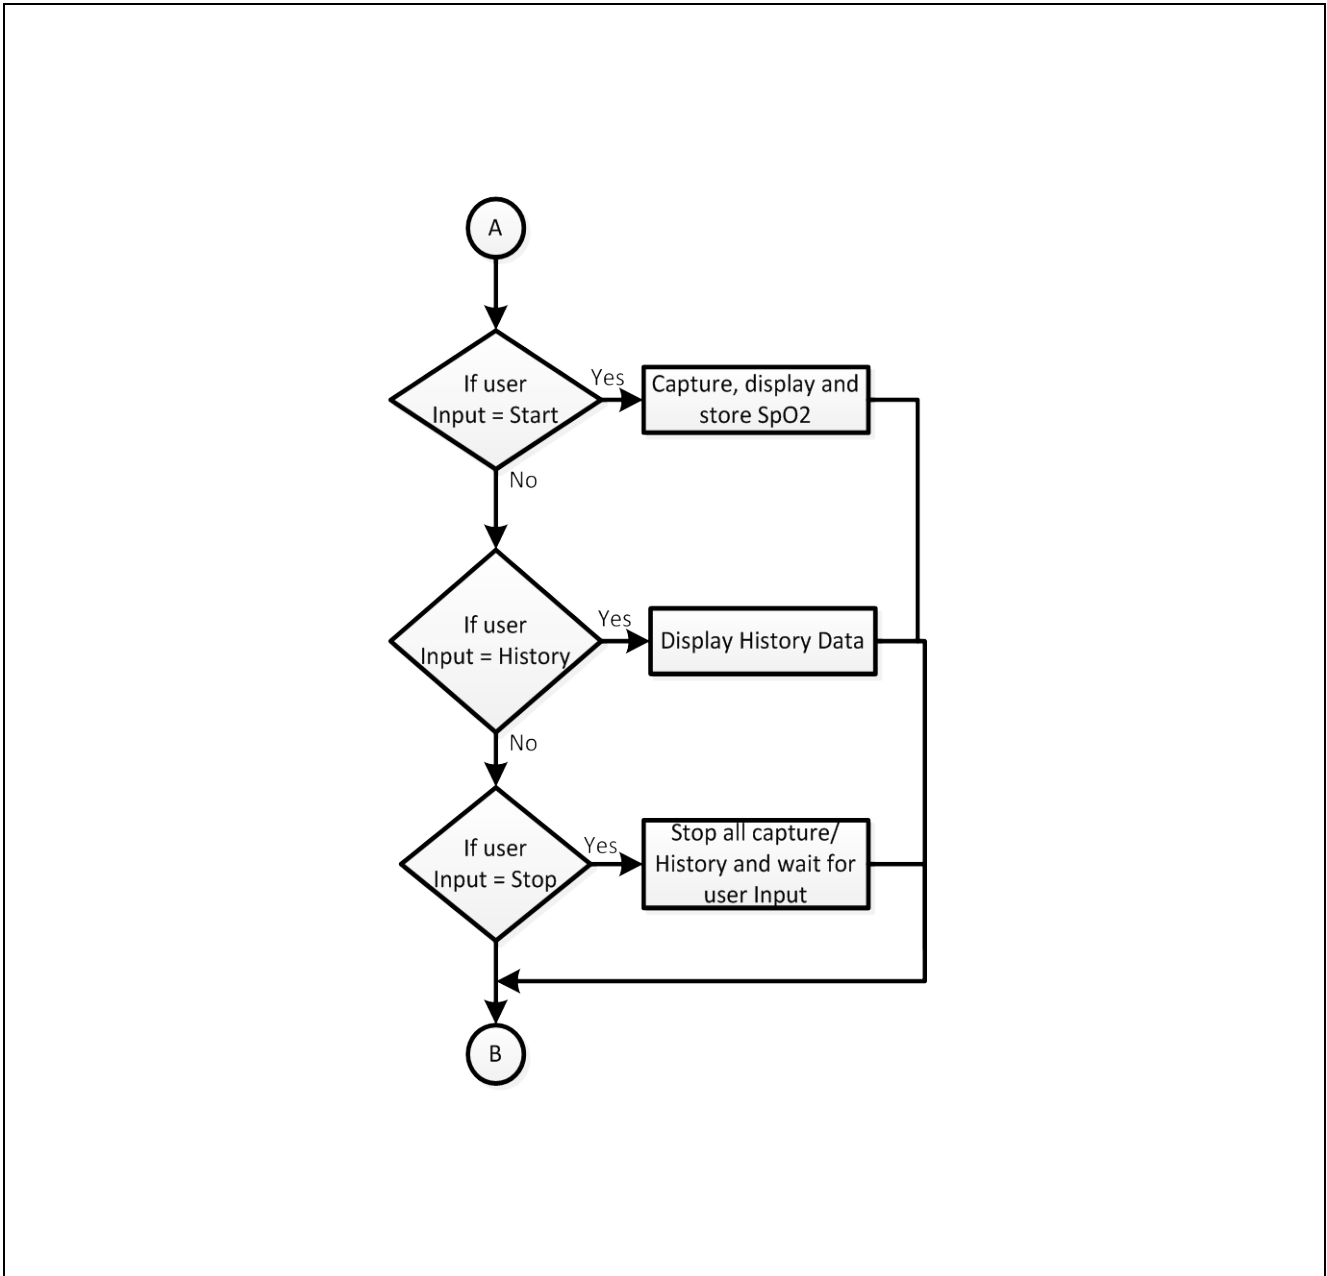 A
If user
Input = Start
Yes
Capture, display and
store SpO2
No
If user
Input = History
Yes
Display History Data
No
If user
Input = Stop
Yes
Stop all capture/
History and wait for
user Input
B